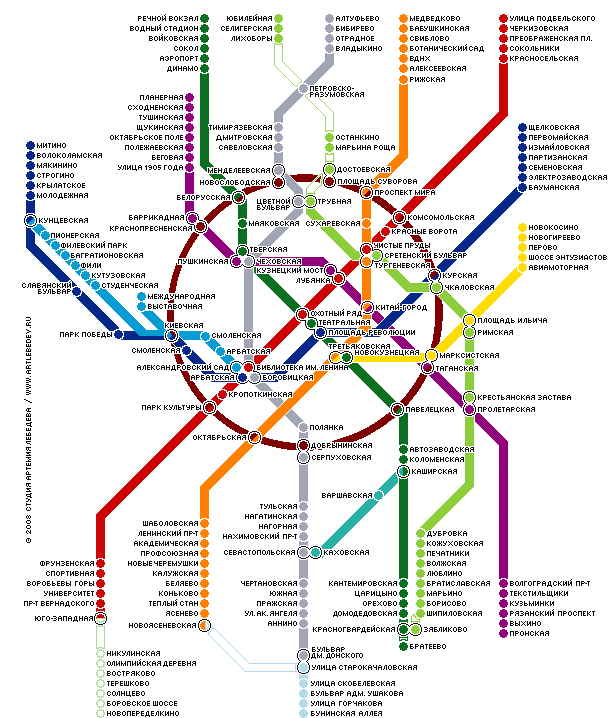 РЕЧНОЙ ВОКЗАЛ
ВОДНЫЙ СТАДИОН
ВОЙКОВСКАЯ
СОКОЛ
АЭРОПОРТ
ДИНАМО
ЮБИЛЕЙНАЯ
СЕЛИГЕРСКАЯ
ЛИХОБОРЫ
АЛТУФЬЕВО
БИБИРЕВО
ОТРАДНОЕ
ВЛАДЫКИНО
МЕДВЕДКОВО
БАБУШКИНСКАЯ
СВИБЛОВО
БОТАНИЧЕСКИЙ САД
ВДНХ
АЛЕКСЕЕВСКАЯ
РИЖСКАЯ
УЛИЦА ПОДБЕЛЬСКОГО
ЧЕРКИЗОВСКАЯ
ПРЕОБРАЖЕНСКАЯ ПЛ.
СОКОЛЬНИКИ
КРАСНОСЕЛЬСКАЯ
ПЕТРОВСКО-
РАЗУМОВСКАЯ
ПЛАНЕРНАЯ
СХОДНЕНСКАЯ
ТУШИНСКАЯ
ЩУКИНСКАЯ
ОКТЯБРЬСКОЕ ПОЛЕ
ПОЛЕЖАЕВСКАЯ
БЕГОВАЯ
УЛИЦА 1905 ГОДА
ТИМИРЯЗЕВСКАЯ
ДМИТРОВСКАЯ
САВЕЛОВСКАЯ
ОСТАНКИНО
МАРЬИНА РОЩА
ЩЕЛКОВСКАЯ
ПЕРВОМАЙСКАЯ
ИЗМАЙЛОВСКАЯ
ПАРТИЗАНСКАЯ
СЕМЕНОВСКАЯ
ЭЛЕКТРОЗАВОДСКАЯ
БАУМАНСКАЯ
МИТИНО
ВОЛОКОЛАМСКАЯ
МЯКИНИНО
СТРОГИНО
КРЫЛАТСКОЕ
МОЛОДЕЖНАЯ
МЕНДЕЛЕЕВСКАЯ
НОВОСЛОБОДСКАЯ
ДОСТОЕВСКАЯ
ПЛОЩАДЬ СУВОРОВА
ПРОСПЕКТ МИРА
БЕЛОРУССКАЯ
ЦВЕТНОЙ
БУЛЬВАР
ТРУБНАЯ
КУНЦЕВСКАЯ
ПИОНЕРСКАЯ
ФИЛЕВСКИЙ ПАРК
БАГРАТИОНОВСКАЯ
ФИЛИ
КУТУЗОВСКАЯ
СТУДЕНЧЕСКАЯ
БАРРИКАДНАЯ
КРАСНОПРЕСНЕНСКАЯ
МАЯКОВСКАЯ
СУХАРЕВСКАЯ
КОМСОМОЛЬСКАЯ
КРАСНЫЕ ВОРОТА
НОВОКОСИНО
НОВОГИРЕЕВО
ПЕРОВО
ШОССЕ ЭНТУЗИАСТОВ
АВИАМОТОРНАЯ
ТВЕРСКАЯ
ПУШКИНСКАЯ
ЧЕХОВСКАЯ
ЧИСТЫЕ ПРУДЫ
СРЕТЕНСКИЙ БУЛЬВАР
ТУРГЕНЕВСКАЯ
КУЗНЕЦКИЙ МОСТ
ЛУБЯНКА
КУРСКАЯ
ЧКАЛОВСКАЯ
СЛАВЯНСКИЙ
БУЛЬВАР
МЕЖДУНАРОДНАЯ
ВЫСТАВОЧНАЯ
КИТАЙ-ГОРОД
ОХОТНЫЙ РЯД
ТЕАТРАЛЬНАЯ
ПЛОЩАДЬ РЕВОЛЮЦИИ
ПЛОЩАДЬ ИЛЬИЧА
РИМСКАЯ
ПАРК ПОБЕДЫ
КИЕВСКАЯ
СМОЛЕНСКАЯ
СМОЛЕНСКАЯ
АРБАТСКАЯ
ТРЕТЬЯКОВСКАЯ
НОВОКУЗНЕЦКАЯ
МАРКСИСТСКАЯ
ТАГАНСКАЯ
АЛЕКСАНДРОВСКИЙ САД
БИБЛИОТЕКА ИМ. ЛЕНИНА
АРБАТСКАЯ
БОРОВИЦКАЯ
КРОПОТКИНСКАЯ
ПАРК КУЛЬТУРЫ
ПАВЕЛЕЦКАЯ
КРЕСТЬЯНСКАЯ ЗАСТАВА
ПРОЛЕТАРСКАЯ
ОКТЯБРЬСКАЯ
ПОЛЯНКА
ДОБРЫНИНСКАЯ
СЕРПУХОВСКАЯ
АВТОЗАВОДСКАЯ
КОЛОМЕНСКАЯ
КАШИРСКАЯ
ВАРШАВСКАЯ
ТУЛЬСКАЯ
НАГАТИНСКАЯ
НАГОРНАЯ
НАХИМОВСКИЙ ПР-Т
СЕВАСТОПОЛЬСКАЯ
КАХОВСКАЯ
ШАБОЛОВСКАЯ
ЛЕНИНСКИЙ ПР-Т
АКАДЕМИЧЕСКАЯ
ПРОФСОЮЗНАЯ
НОВЫЕ ЧЕРЕМУШКИ
КАЛУЖСКАЯ
БЕЛЯЕВО
КОНЬКОВО
ТЕПЛЫЙ СТАН
ЯСЕНЕВО
НОВОЯСЕНЕВСКАЯ
ДУБРОВКА
КОЖУХОВСКАЯ
ПЕЧАТНИКИ
ВОЛЖСКАЯ
ЛЮБЛИНО
БРАТИСЛАВСКАЯ
МАРЬИНО
БОРИСОВО
ШИПИЛОВСКАЯ
ЗЯБЛИКОВО
ФРУНЗЕНСКАЯ
СПОРТИВНАЯ
ВОРОБЬЕВЫ ГОРЫ
УНИВЕРСИТЕТ
ПР-Т ВЕРНАДСКОГО
ЮГО-ЗАПАДНАЯ
ЧЕРТАНОВСКАЯ
ЮЖНАЯ
ПРАЖСКАЯ
УЛ. АК. ЯНГЕЛЯ
АННИНО
БУЛЬВАР
ДМ. ДОНСКОГО
КАНТЕМИРОВСКАЯ
ЦАРИЦЫНО
ОРЕХОВО
ДОМОДЕДОВСКАЯ
КРАСНОГВАРДЕЙСКАЯ
БРАТЕЕВО
ВОЛГОГРАДСКИЙ ПР-Т
ТЕКСТИЛЬЩИКИ
КУЗЬМИНКИ
РЯЗАНСКИЙ ПРОСПЕКТ
ВЫХИНО
ПРОНСКАЯ
НИКУЛИНСКАЯ
ОЛИМПИЙСКАЯ ДЕРЕВНЯ
ВОСТРЯКОВО
ТЕРЕШКОВО
СОЛНЦЕВО
БОРОВСКОЕ ШОССЕ
НОВОПЕРЕДЕЛКИНО
УЛИЦА СТАРОКАЧАЛОВСКАЯ
УЛИЦА СКОБЕЛЕВСКАЯ
БУЛЬВАР АДМ. УШАКОВА
УЛИЦА ГОРЧАКОВА
БУНИНСКАЯ АЛЛЕЯ
© 2003 СТУДИЯ АРТЕМИЯ ЛЕБЕДЕВА / WWW.ARTLEBEDEV.RU